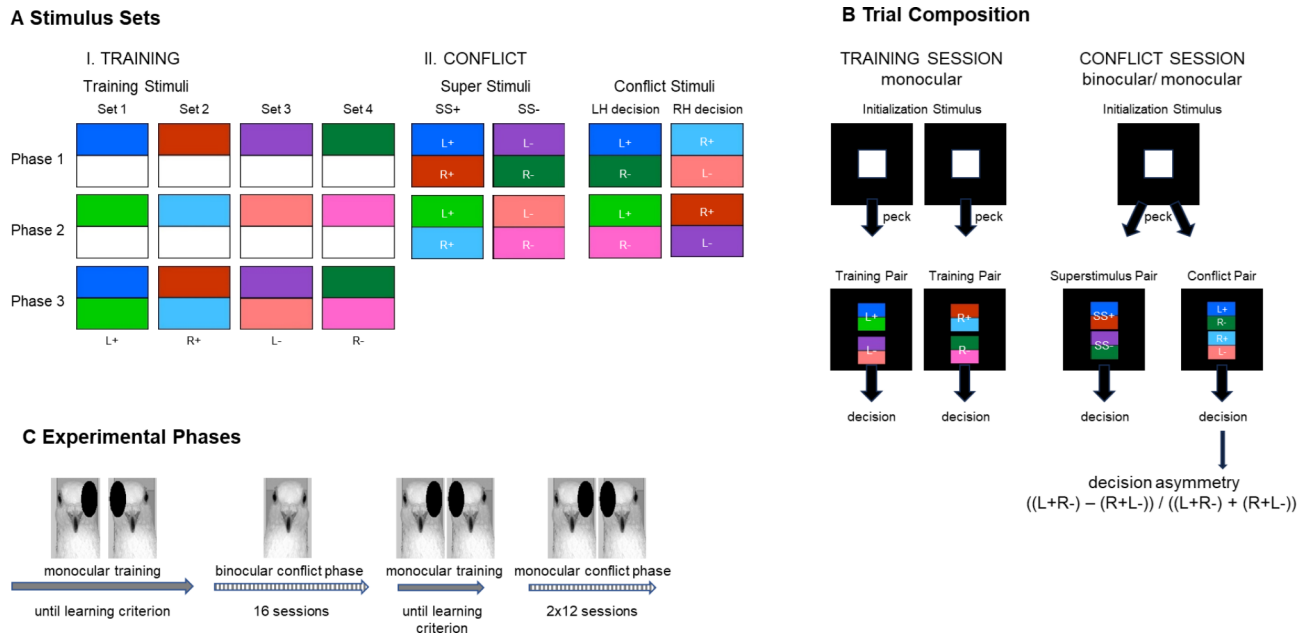 A Stimulus Sets
I. TRAINING
II. CONFLICT
Training Stimuli
Super Stimuli
Conflict Stimuli
Set 1 Set 2 Set 3 Set 4 SS+ SS- LH decision RH decision
Phase 1
L+ L- L+ R+
R+ R- R- L-
Phase 2
L+ L- L+ R+
R+ R- R- L-
Phase 3
L+ R+ L- R-
B Trial Composition
TRAINING SESSION
monocular
CONFLICT SESSION
binocular/ monocular
Initialization Stimulus
Initialization Stimulus
peck peck peck
Training Pair Training Pair Superstimulus Pair Conflict Pair
L+
L-
R+
R-
SS+
SS-
L+
R-
R+
L-
decision decision decision decision
decision asymmetry
((L+R-) – (R+L-)) / ((L+R-) + (R+L-))
C Experimental Phases
monocular training
until learning criterion
binocular conflict phase
16 sessions
monocular training
until learning
criterion
monocular conflict phase
2x12 sessions